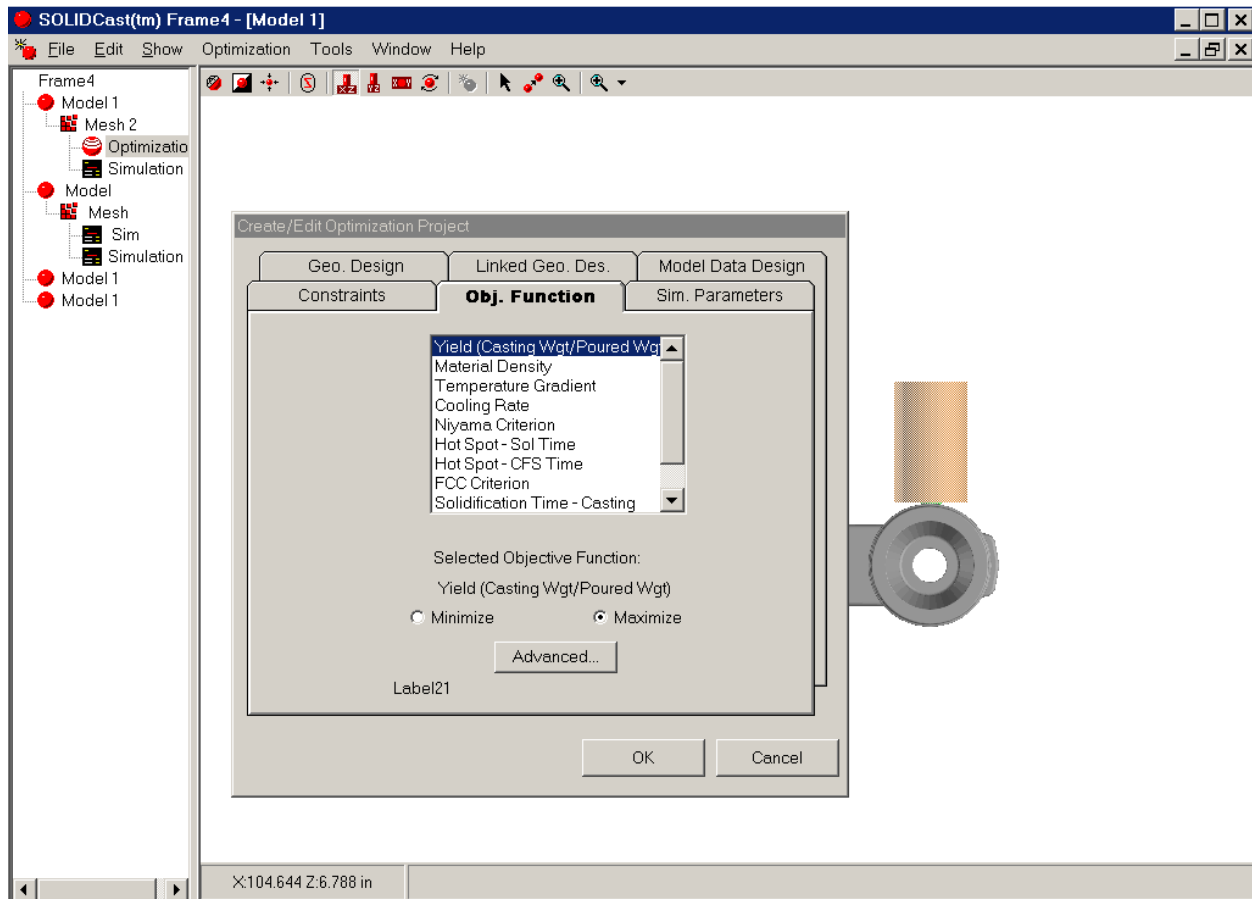 SOLIDCast(tm) Frame4 - [Model 1]
File Edit Show Optimization Tools Window Help
Frame4
Model 1
Mesh 2
Optimizatio
Simulation
Model
Mesh
Sim
Simulation
Model 1
Model 1
XZ YZ XY
Create/Edit Optimization Project
Geo. Design Linked Geo. Des. Model Data Design
Constraints Obj. Function Sim. Parameters
Yield (Casting Wgt/Poured Wgt
Material Density
Temperature Gradient
Cooling Rate
Niyama Criterion
Hot Spot - Sol Time
Hot Spot - CFS Time
FCC Criterion
Solidification Time - Casting
Selected Objective Function:
Yield (Casting Wgt/Poured Wgt)
Minimize Maximize
Advanced...
Label21
OK Cancel
X:104.644 Z:6.788 in